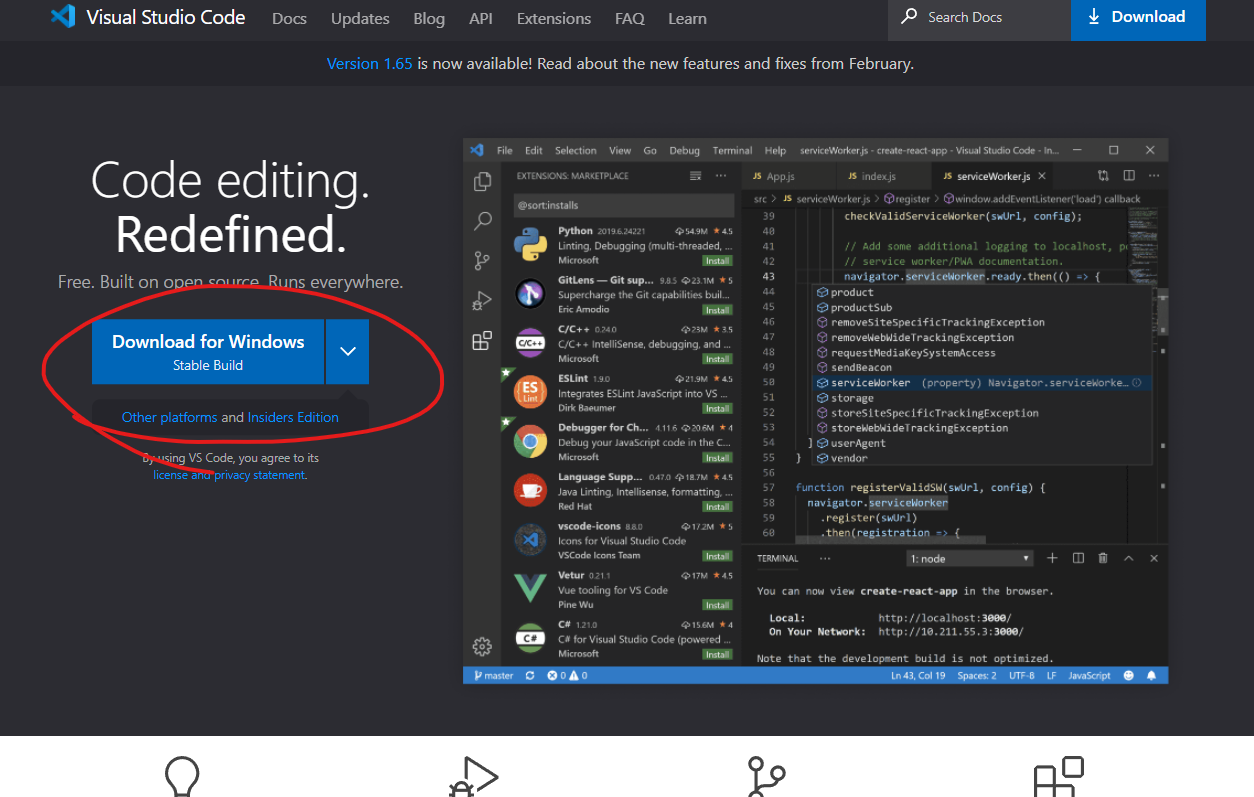 Visual Studio Code Docs Updates Blog API Extensions FAQ Learn Search Docs Download
Version 1.65 is now available! Read about the new features and fixes from February.
Code editing.
Redefined.
Free. Built on open source. Runs everywhere.
Download for Windows
Stable Build
Other platforms and Insiders Edition
By using VS Code, you agree to its
license and privacy statement.
File Edit Selection View Go Debug Terminal Help serviceWorker.js - create-react-app - Visual Studio Code - In...
EXTENSIONS: MARKETPLACE
@sort:installs
Python 2019.6.24221 54.9M 4.5
Linting, Debugging (multi-threaded, ...
Microsoft Install
GitLens — Git sup... 9.8.5 23.1M 5
Supercharge the Git capabilities buil...
Eric Amodio Install
C/C++ C/C++ 0.24.0 23M 3.5
C/C++ IntelliSense, debugging, and ...
Microsoft Install
ES Lint ESLint 1.9.0 21.9M 4.5
Integrates ESLint JavaScript into VS ...
Dirk Baeumer Install
Debugger for Ch... 4.11.6 20.6M 4
Debug your JavaScript code in the C...
Microsoft Install
Language Supp... 0.47.0 18.7M 4.5
Java Linting, Intellisense, formatting, ...
Red Hat Install
vscode-icons 8.8.0 17.2M 5
Icons for Visual Studio Code
VSCode Icons Team Install
Vetur 0.21.1 17M 4.5
Vue tooling for VS Code
Pine Wu Install
C# C# 1.21.0 15.6M 4
C# for Visual Studio Code (powered ...
Microsoft Install
JS App.js JS index.js JS serviceWorker.js
src > JS serviceWorker.js > register > window.addEventListener('load') callback
39 checkValidServiceWorker(swUrl, config);
40
41 // Add some additional logging to localhost, p
42 // service worker/PWA documentation.
43 navigator.serviceWorker.ready.then(() => {
44 product
45 productSub
46 removeSiteSpecificTrackingException
47 removeWebWideTrackingException
48 requestMediaKeySystemAccess
49 sendBeacon
50 serviceWorker (property) Navigator.serviceWorke...
51 storage
52 storeSiteSpecificTrackingException
53 storeWebWideTrackingException
54 userAgent
55 } vendor
56
57 function registerValidSW(swUrl, config) {
58 navigator.serviceWorker
59 .register(swUrl)
60 .then(registration => {
TERMINAL ... 1: node
You can now view create-react-app in the browser.
Local: http://localhost:3000/
On Your Network: http://10.211.55.3:3000/
Note that the development build is not optimized.
master 0 0 Ln 43, Col 19 Spaces: 2 UTF-8 LF JavaScript